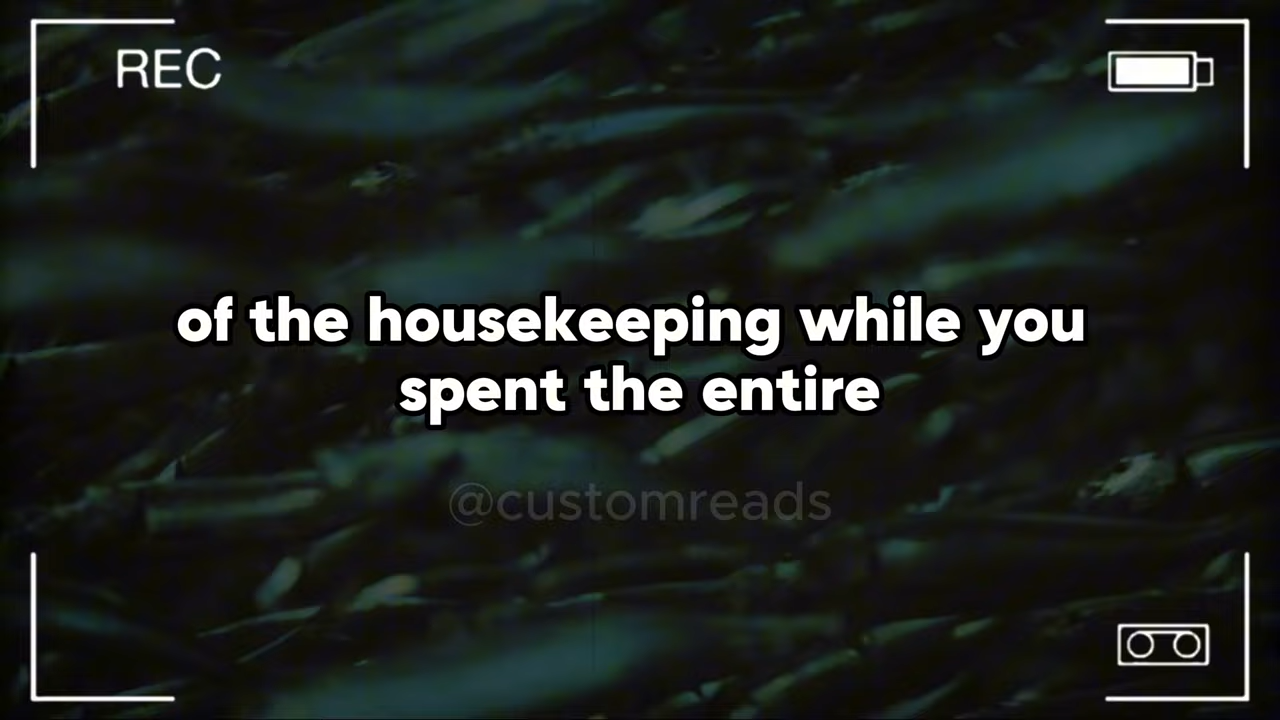 REC
of the housekeeping while you
spent the entire
@customreads